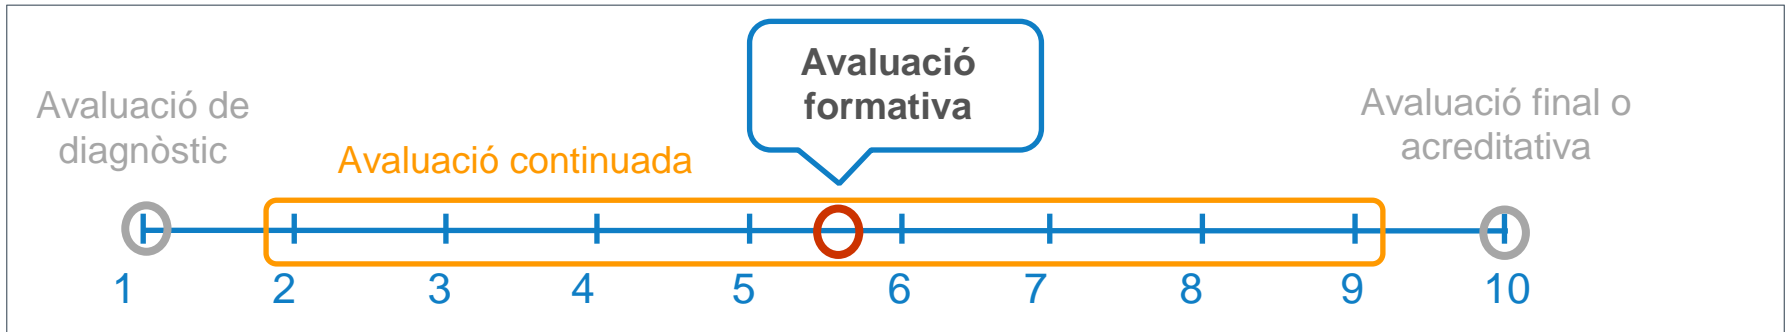 Avaluació
formativa
Avaluació de
diagnòstic
Avaluació continuada
Avaluació final o
acreditativa
1 2 3 4 5 6 7 8 9 10